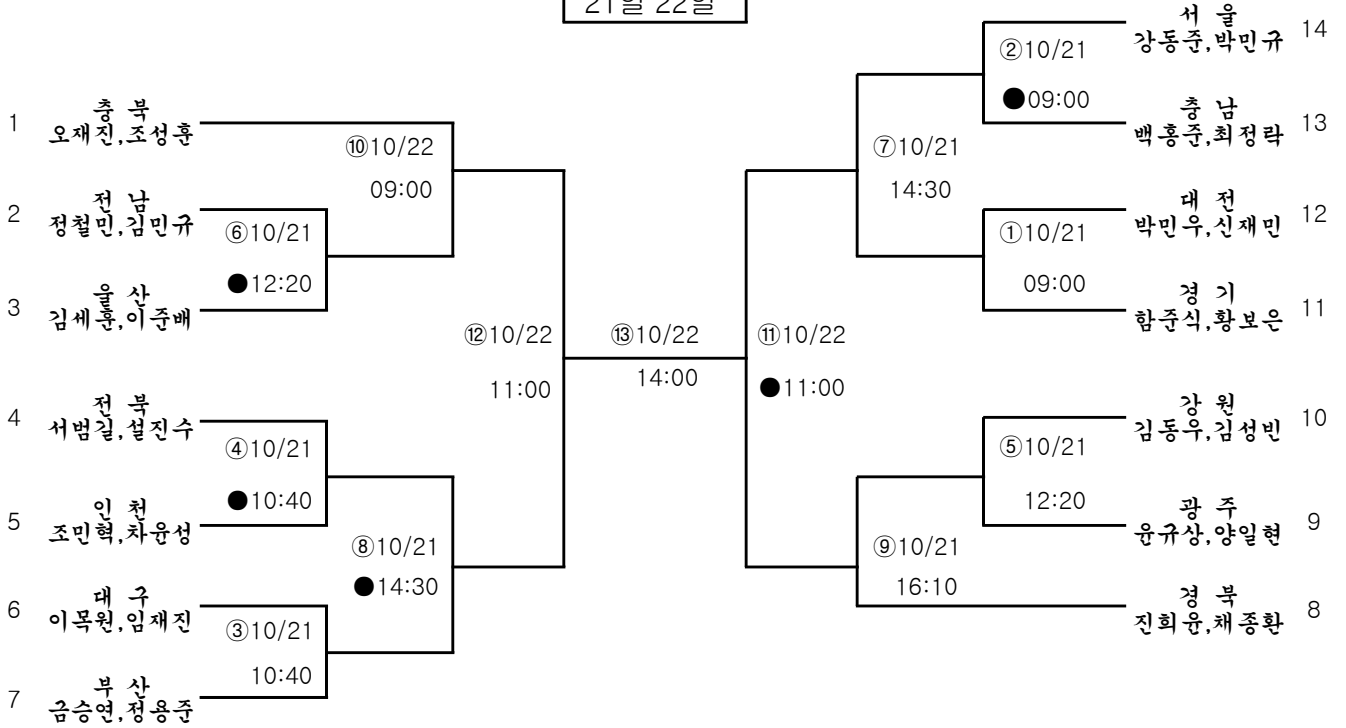 21일 22일
1
충 북
오재진,조성훈
⑩10/22
09:00
2
전 남
정철민,김민규
⑥10/21
●12:20
3
울 산
김세훈,이준배
⑫10/22
11:00
4
전 북
서범길,설진수
④10/21
●10:40
5
인 천
조민혁,차윤성
⑧10/21
●14:30
6
대 구
이목원,임재진
③10/21
10:40
7
부 산
금승연,정용준
⑬10/22
14:00
서 울
강동준,박민규
14
②10/21
●09:00
충 남
백홍준,최정락
13
⑦10/21
14:30
대 전
박민우,신재민
12
①10/21
09:00
경 기
함준식,황보은
11
⑪10/22
●11:00
강 원
김동우,김성빈
10
⑤10/21
12:20
광 주
윤규상,양일현
9
⑨10/21
16:10
경 북
진희윤,채종환
8